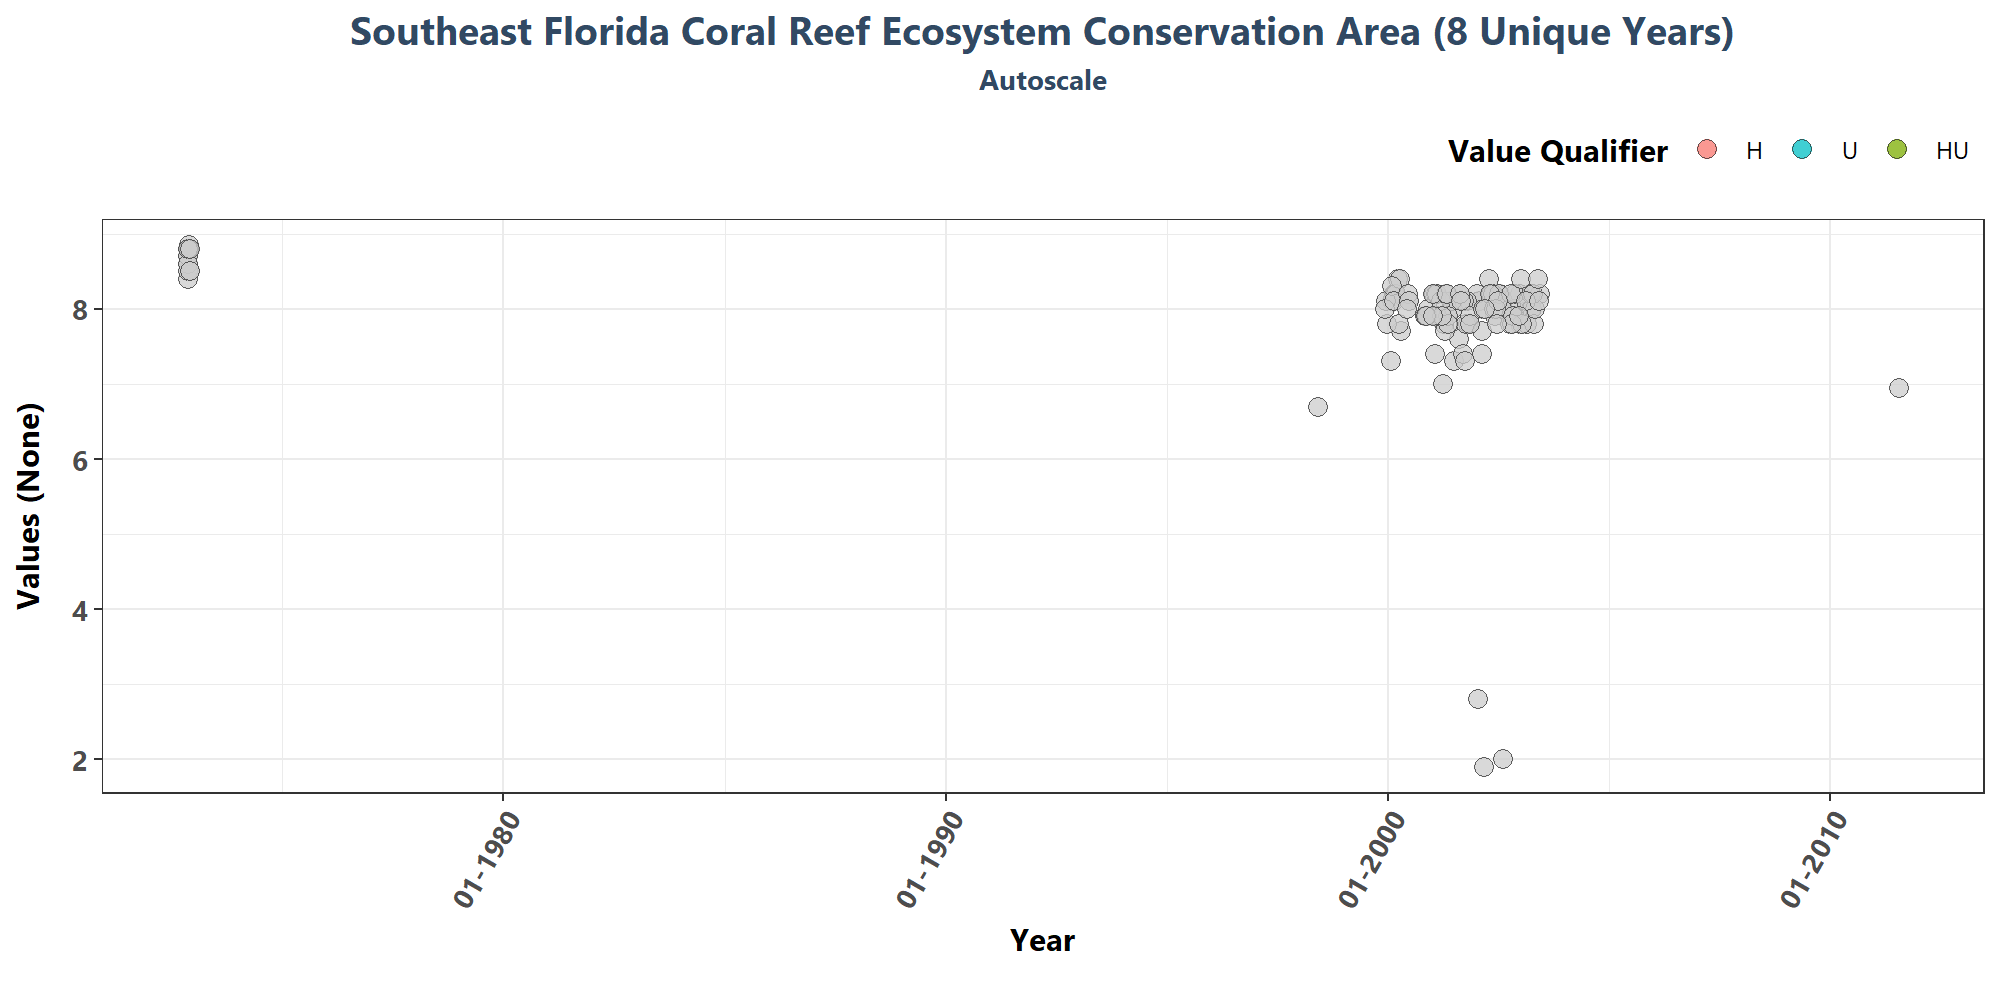 Southeast Florida Coral Reef Ecosystem Conservation Area (8 Unique Years)
Autoscale
Value Qualifier H U HU
Values (None)
8
6
4
2
01-1980 01-1990 01-2000 01-2010
Year